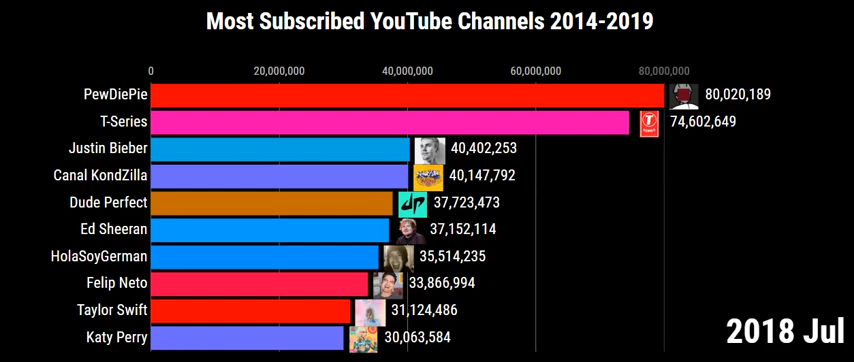 Most Subscribed YouTube Channels 2014-2019
0 20,000,000 40,000,000 60,000,000 80,000,000
PewDiePie 80,020,189
T-Series 74,602,649
Justin Bieber 40,402,253
Canal KondZilla 40,147,792
Dude Perfect dp 37,723,473
Ed Sheeran 37,152,114
HolaSoyGerman 35,514,235
Felip Neto 33,866,994
Taylor Swift 31,124,486
Katy Perry 30,063,584
2018 Jul